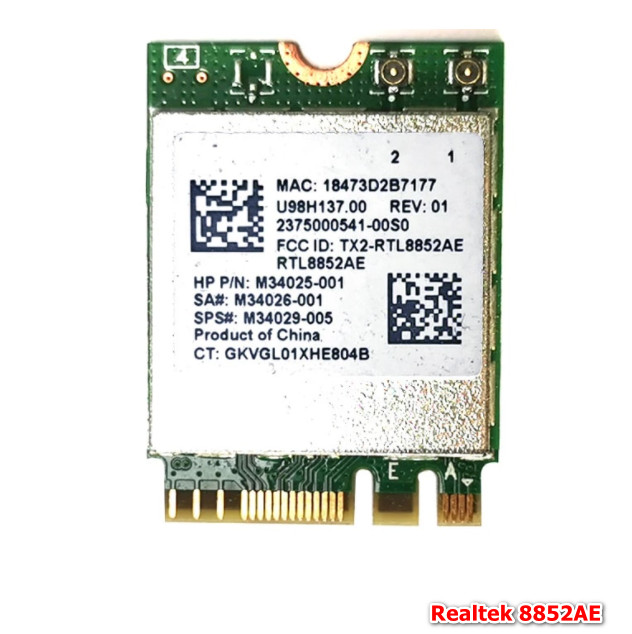 4
2 1
MAC: 18473D2B7177
U98H137.00 REV: 01
2375000541-00S0
FCC ID: TX2-RTL8852AE
RTL8852AE
HP P/N: M34025-001
SA#: M34026-001
SPS#: M34029-005
Product of China
CT: GKVGL01XHE804B
E A
Realtek 8852AE